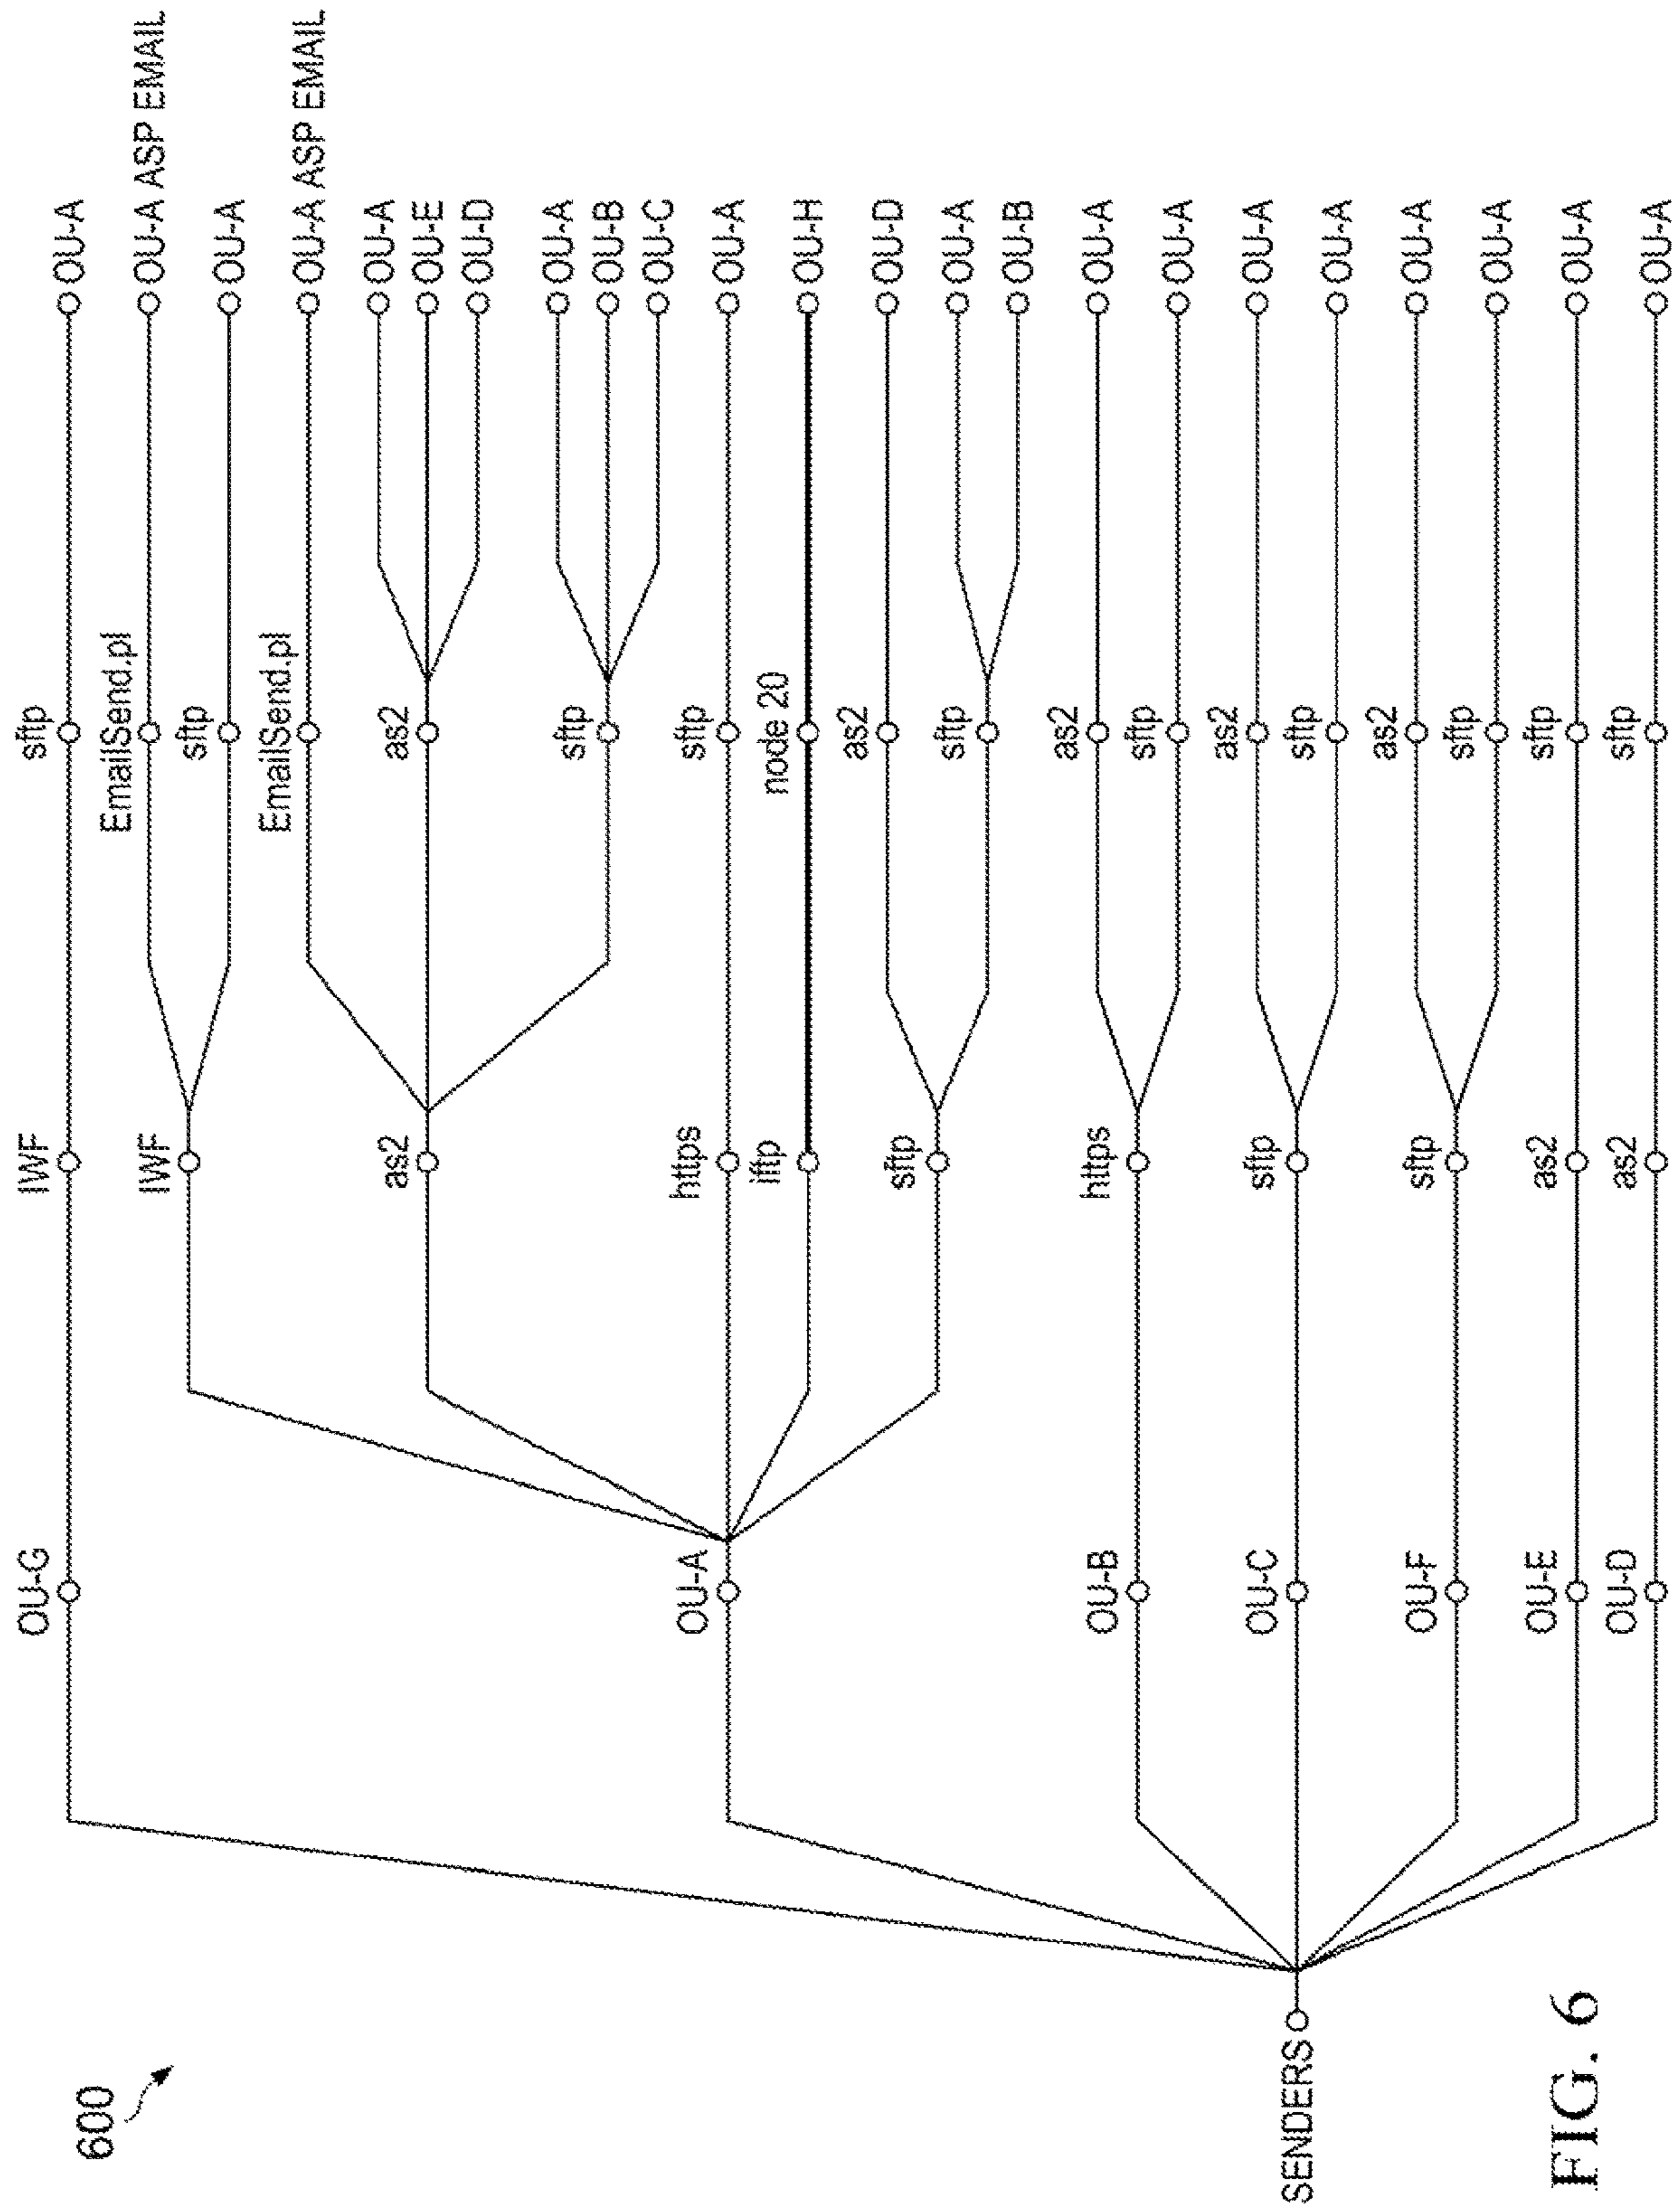 600
OU-G
IWF
sftp
OU-A
IWF
EmailSend.pl
OU-A ASP EMAIL
sftp
OU-A
EmailSend.pl
OU-A ASP EMAIL
as2
as2
OU-A
OU-E
OU-D
sftp
OU-A
OU-B
OU-C
OU-A
https
sftp
OU-A
iftp
node 20
OU-H
sftp
as2
OU-D
sftp
OU-A
OU-B
OU-B
https
as2
OU-A
sftp
OU-A
SENDERS
OU-C
sftp
as2
OU-A
sftp
OU-A
OU-F
sftp
as2
OU-A
sftp
OU-A
OU-E
as2
sftp
OU-A
OU-D
as2
sftp
OU-A
FIG. 6